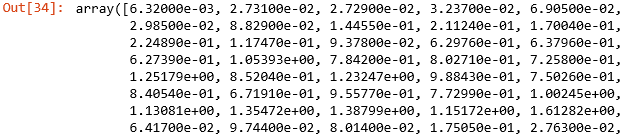 Out[34]: array([6.32000e-03, 2.73100e-02, 2.72900e-02, 3.23700e-02, 6.90500e-02,
2.98500e-02, 8.82900e-02, 1.44550e-01, 2.11240e-01, 1.70040e-01,
2.24890e-01, 1.17470e-01, 9.37800e-02, 6.29760e-01, 6.37960e-01,
6.27390e-01, 1.05393e+00, 7.84200e-01, 8.02710e-01, 7.25800e-01,
1.25179e+00, 8.52040e-01, 1.23247e+00, 9.88430e-01, 7.50260e-01,
8.40540e-01, 6.71910e-01, 9.55770e-01, 7.72990e-01, 1.00245e+00,
1.13081e+00, 1.35472e+00, 1.38799e+00, 1.15172e+00, 1.61282e+00,
6.41700e-02, 9.74400e-02, 8.01400e-02, 1.75050e-01, 2.76300e-02,